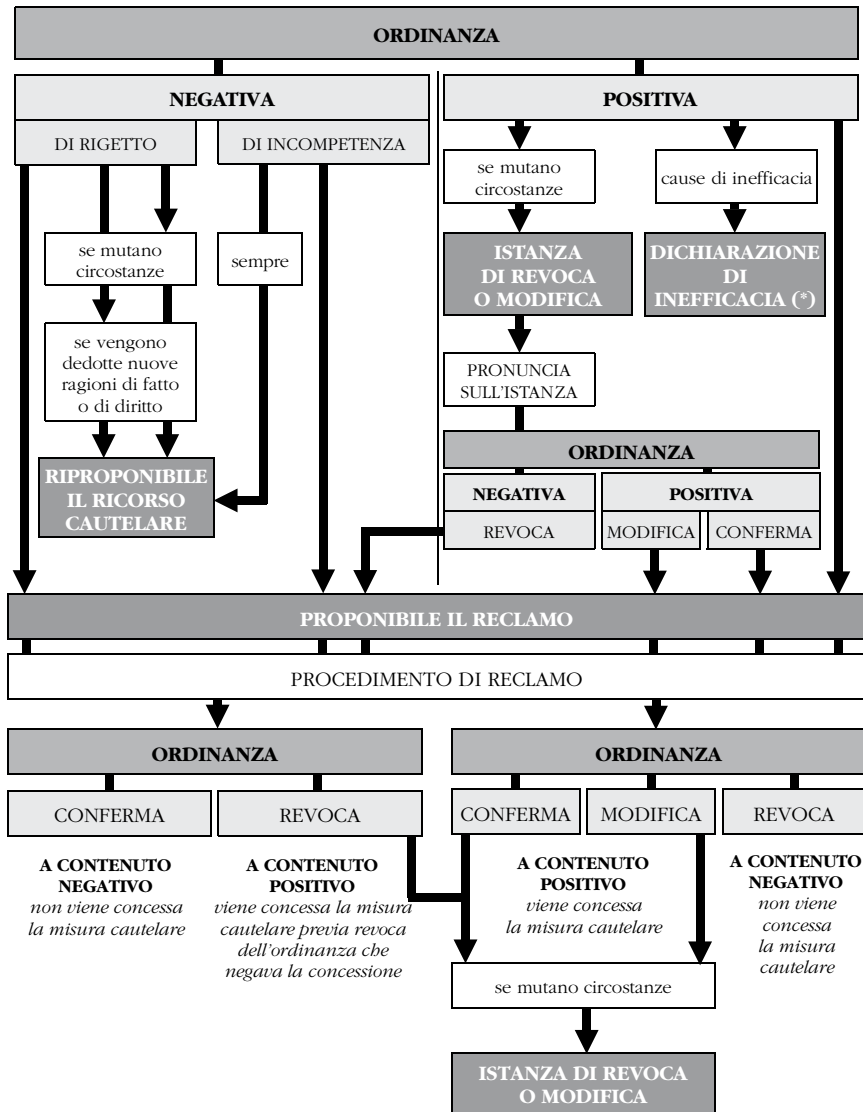 ORDINANZA
NEGATIVA
DI RIGETTO
DI INCOMPETENZA
se mutano
circostanze
sempre
se vengono
dedotte nuove
ragioni di fatto
o di diritto
RIPROPONIBILE
IL RICORSO
CAUTELARE
POSITIVA
se mutano
circostanze
cause di inefficacia
ISTANZA
DI REVOCA
O MODIFICA
DICHIARAZIONE
DI
INEFFICACIA (*)
PRONUNCIA
SULL'ISTANZA
ORDINANZA
NEGATIVA
POSITIVA
REVOCA
MODIFICA
CONFERMA
PROPONIBILE IL RECLAMO
PROCEDIMENTO DI RECLAMO
ORDINANZA
CONFERMA
REVOCA
A CONTENUTO
NEGATIVO
non viene concessa
la misura cautelare
A CONTENUTO
POSITIVO
viene concessa la misura
cautelare previa revoca
dell'ordinanza che
negava la concessione
ORDINANZA
CONFERMA
MODIFICA
REVOCA
A CONTENUTO
POSITIVO
viene concessa
la misura cautelare
A CONTENUTO
NEGATIVO
non viene
concessa
la misura
cautelare
se mutano circostanze
ISTANZA DI REVOCA
O MODIFICA